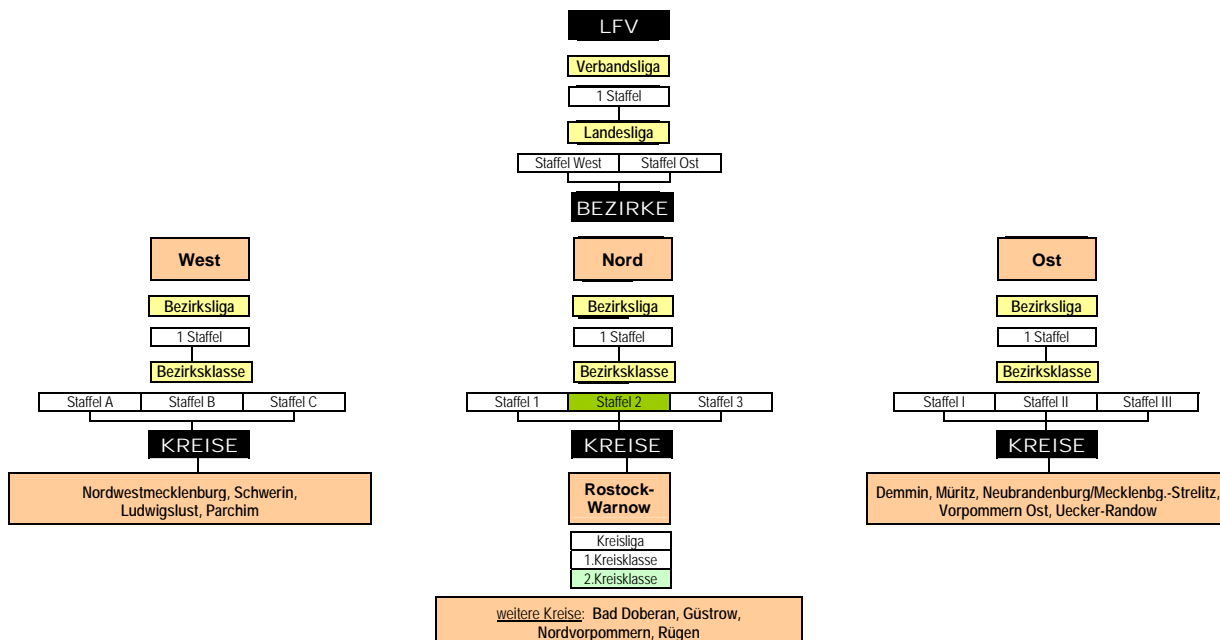 LFV
Verbandsliga
1 Staffel
Landesliga
Staffel West
Staffel Ost
BEZIRKE
West
Nord
Ost
Bezirksliga
Bezirksliga
Bezirksliga
1 Staffel
1 Staffel
1 Staffel
Bezirksklasse
Bezirksklasse
Bezirksklasse
Staffel A
Staffel B
Staffel C
Staffel 1
Staffel 2
Staffel 3
Staffel I
Staffel II
Staffel III
KREISE
KREISE
KREISE
Nordwestmecklenburg, Schwerin,
Ludwigslust, Parchim
Rostock-
Warnow
Demmin, Müritz, Neubrandenburg/Mecklenbg.-Strelitz,
Vorpommern Ost, Uecker-Randow
Kreisliga
1.Kreisklasse
2.Kreisklasse
weitere Kreise: Bad Doberan, Güstrow,
Nordvorpommern, Rügen